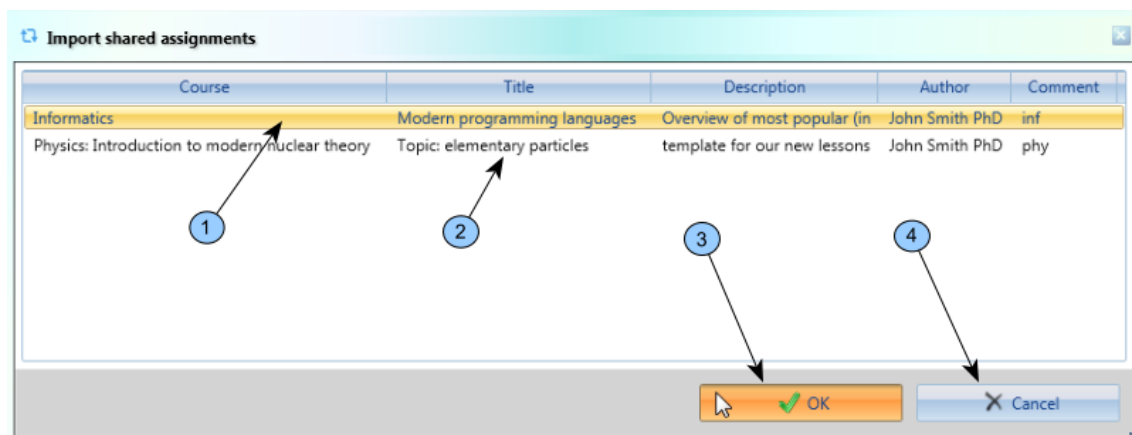 Import shared assignments
Course Title Description Author Comment
Informatics Modern programming languages Overview of most popular (in John Smith PhD inf
Physics: Introduction to modern nuclear theory Topic: elementary particles template for our new lessons John Smith PhD phy
1 2 3 4
OK Cancel